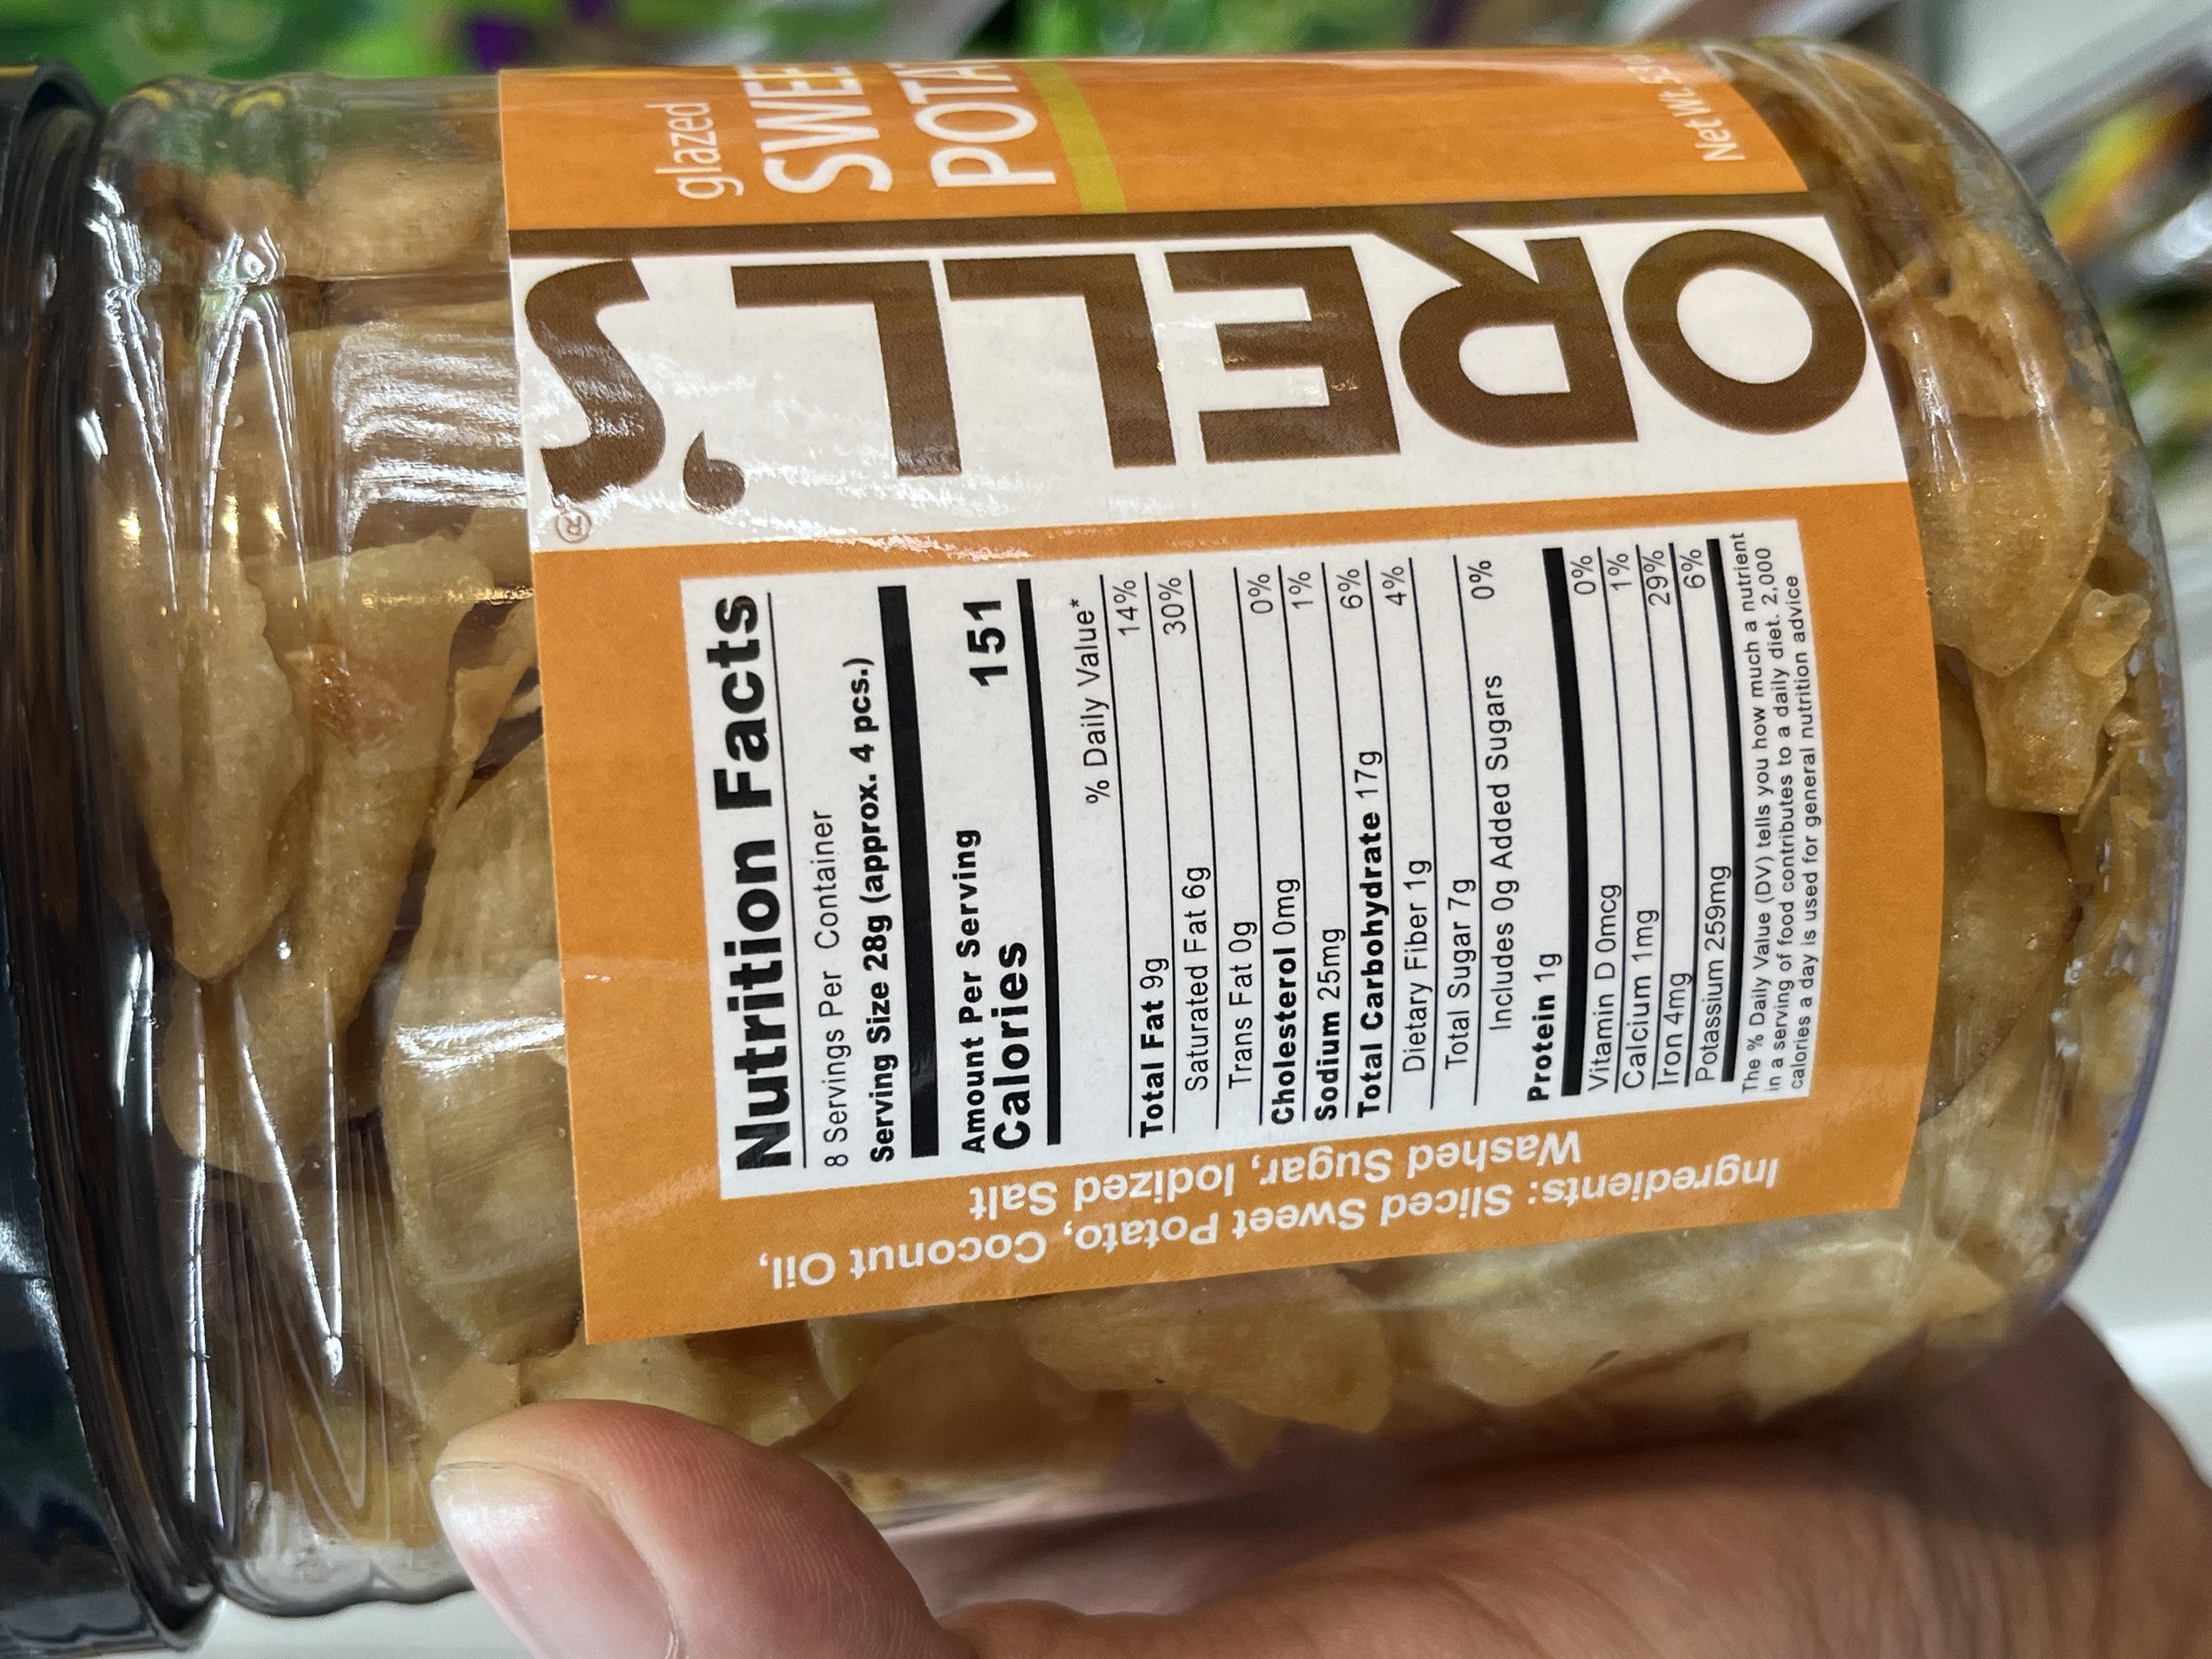 Nutrition Facts
8 Servings Per Container
Serving Size 28g (approx. 4 pcs.)
Amount Per Serving
Calories 151
% Daily Value*
Total Fat 9g 14%
Saturated Fat 6g 30%
Trans Fat 0g
Cholesterol 0mg 0%
Sodium 25mg 1%
Total Carbohydrate 17g 6%
Dietary Fiber 1g 4%
Total Sugar 7g
Includes 0g Added Sugars 0%
Protein 1g
Vitamin D 0mcg 0%
Calcium 1mg 1%
Iron 4mg 29%
Potassium 259mg 6%
The % Daily Value (DV) tells you how much a nutrient
in a serving of food contributes to a daily diet. 2,000
calories a day is used for general nutrition advice
Ingredients: Sliced Sweet Potato, Coconut Oil,
Washed Sugar, Iodized Salt
ORELL'S®
glazed
SWEE
POTA
Net Wt. 5.3